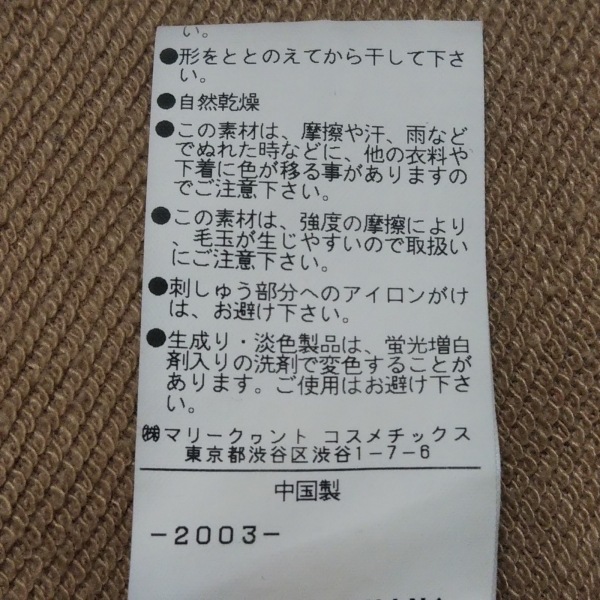 い。
●形をととのえてから干して下さ
い。
●自然乾燥
●この素材は、摩擦や汗、雨など
でぬれた時などに、他の衣料や
下着に色が移る事がありますの
でご注意下さい。
●この素材は、強度の摩擦により
、毛玉が生じやすいので取扱い
にご注意下さい。
●刺しゅう部分へのアイロンがけ
は、お避け下さい。
●生成り・淡色製品は、蛍光増白
剤入りの洗剤で変色することが
あります。ご使用はお避け下さ
い。
㈱マリークヮント コスメチックス
東京都渋谷区渋谷1-7-6
中国製
-2003-